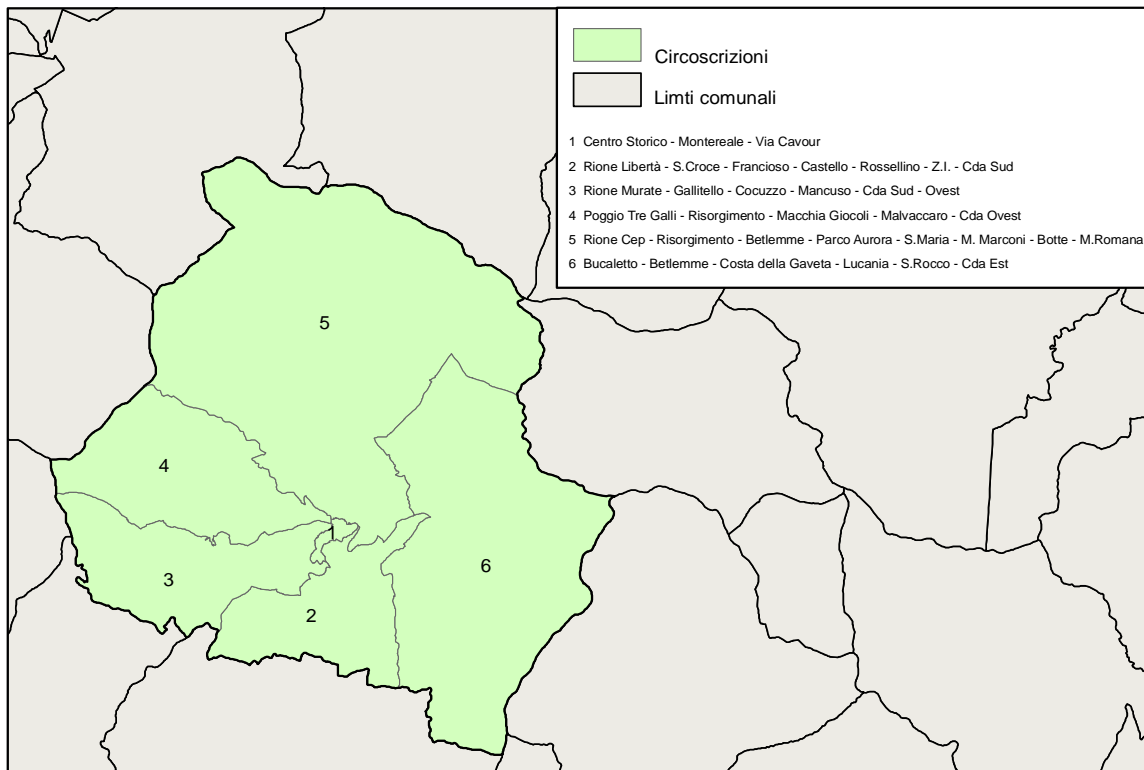 Circoscrizioni
Limti comunali
1 Centro Storico - Montereale - Via Cavour
2 Rione Libertà - S.Croce - Francioso - Castello - Rossellino - Z.I. - Cda Sud
3 Rione Murate - Gallitello - Cocuzzo - Mancuso - Cda Sud - Ovest
4 Poggio Tre Galli - Risorgimento - Macchia Giocoli - Malvaccaro - Cda Ovest
5 Rione Cep - Risorgimento - Betlemme - Parco Aurora - S.Maria - M. Marconi - Botte - M.Romana
6 Bucaletto - Betlemme - Costa della Gaveta - Lucania - S.Rocco - Cda Est
5
4
1
6
3
2